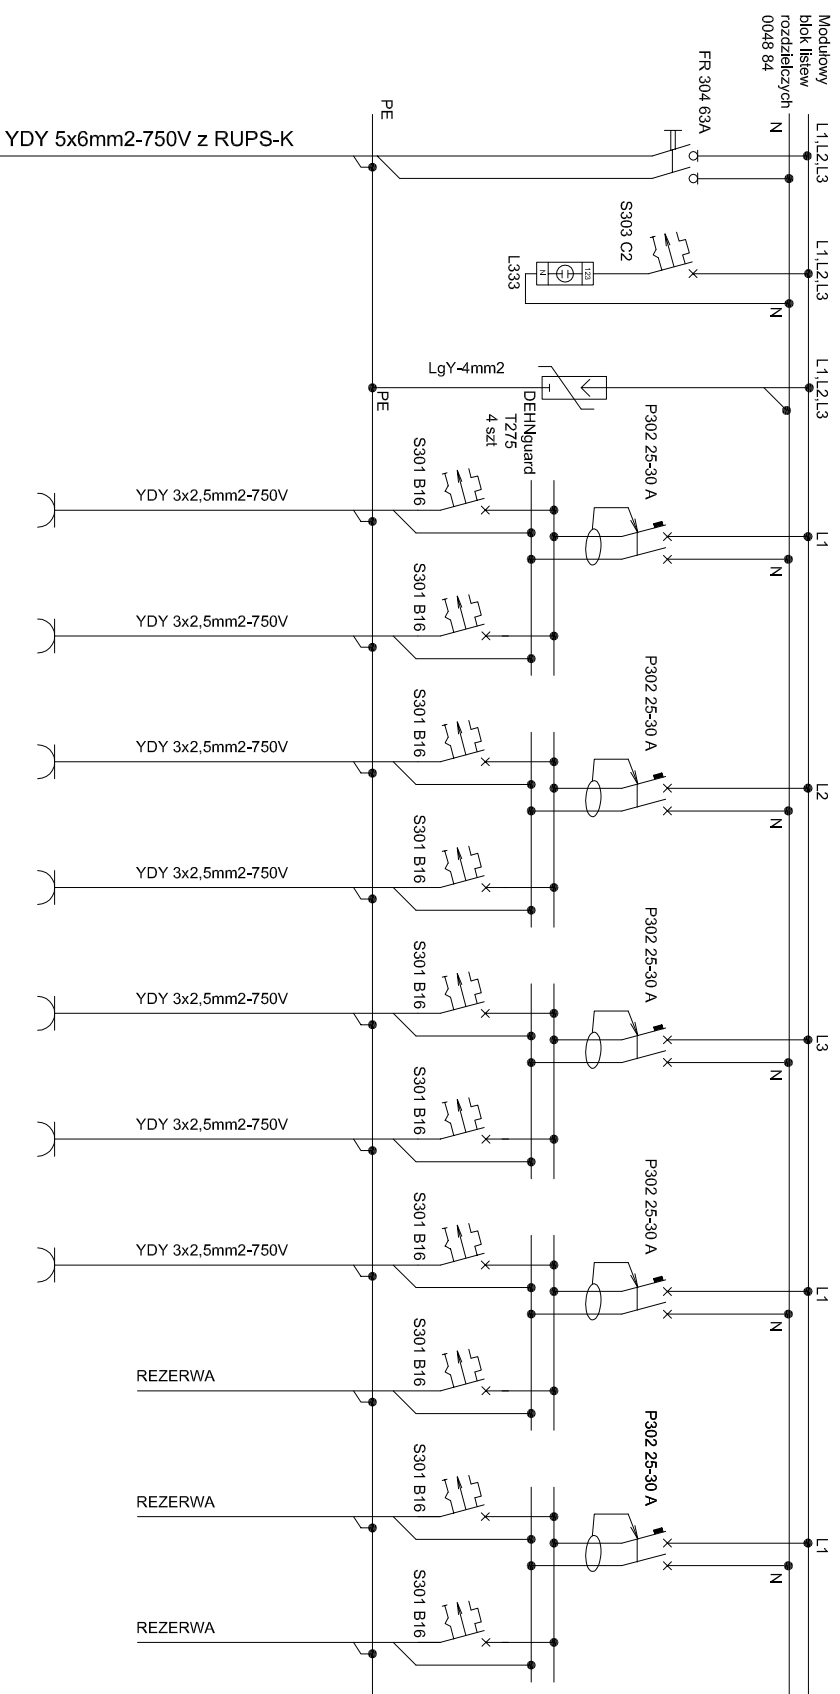 Modułowy
blok listew
rozdzielczych
0048 84
L1,L2,L3
N
FR 304 63A
PE
YDY 5x6mm2-750V z RUPS-K
L1,L2,L3
N
S303 C2
L333
123
N
L1,L2,L3
LgY-4mm2
PE
DEHNguard
T275
4 szt
L1
N
P302 25-30 A
S301 B16
YDY 3x2,5mm2-750V
S301 B16
YDY 3x2,5mm2-750V
L2
N
P302 25-30 A
S301 B16
YDY 3x2,5mm2-750V
S301 B16
YDY 3x2,5mm2-750V
L3
N
P302 25-30 A
S301 B16
YDY 3x2,5mm2-750V
S301 B16
YDY 3x2,5mm2-750V
L1
N
P302 25-30 A
S301 B16
YDY 3x2,5mm2-750V
S301 B16
REZERWA
L1
N
P302 25-30 A
S301 B16
REZERWA
S301 B16
REZERWA